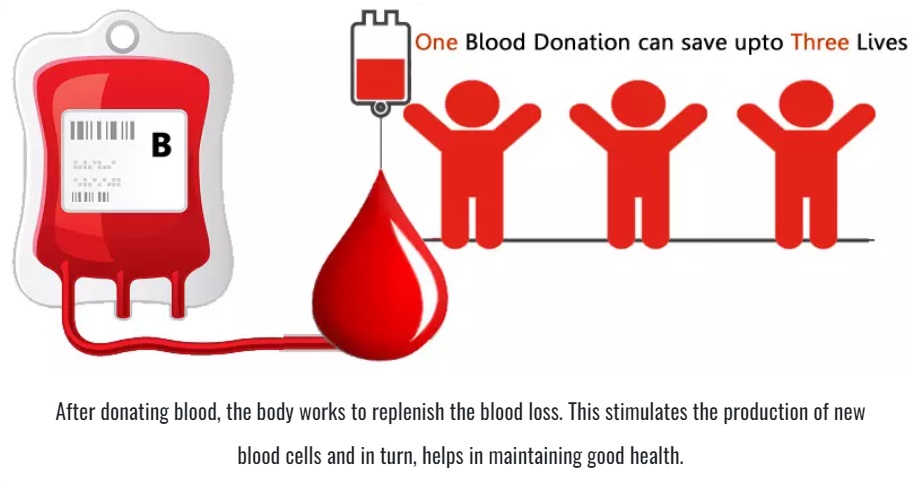 One Blood Donation can save upto Three Lives
B
After donating blood, the body works to replenish the blood loss. This stimulates the production of new
blood cells and in turn, helps in maintaining good health.